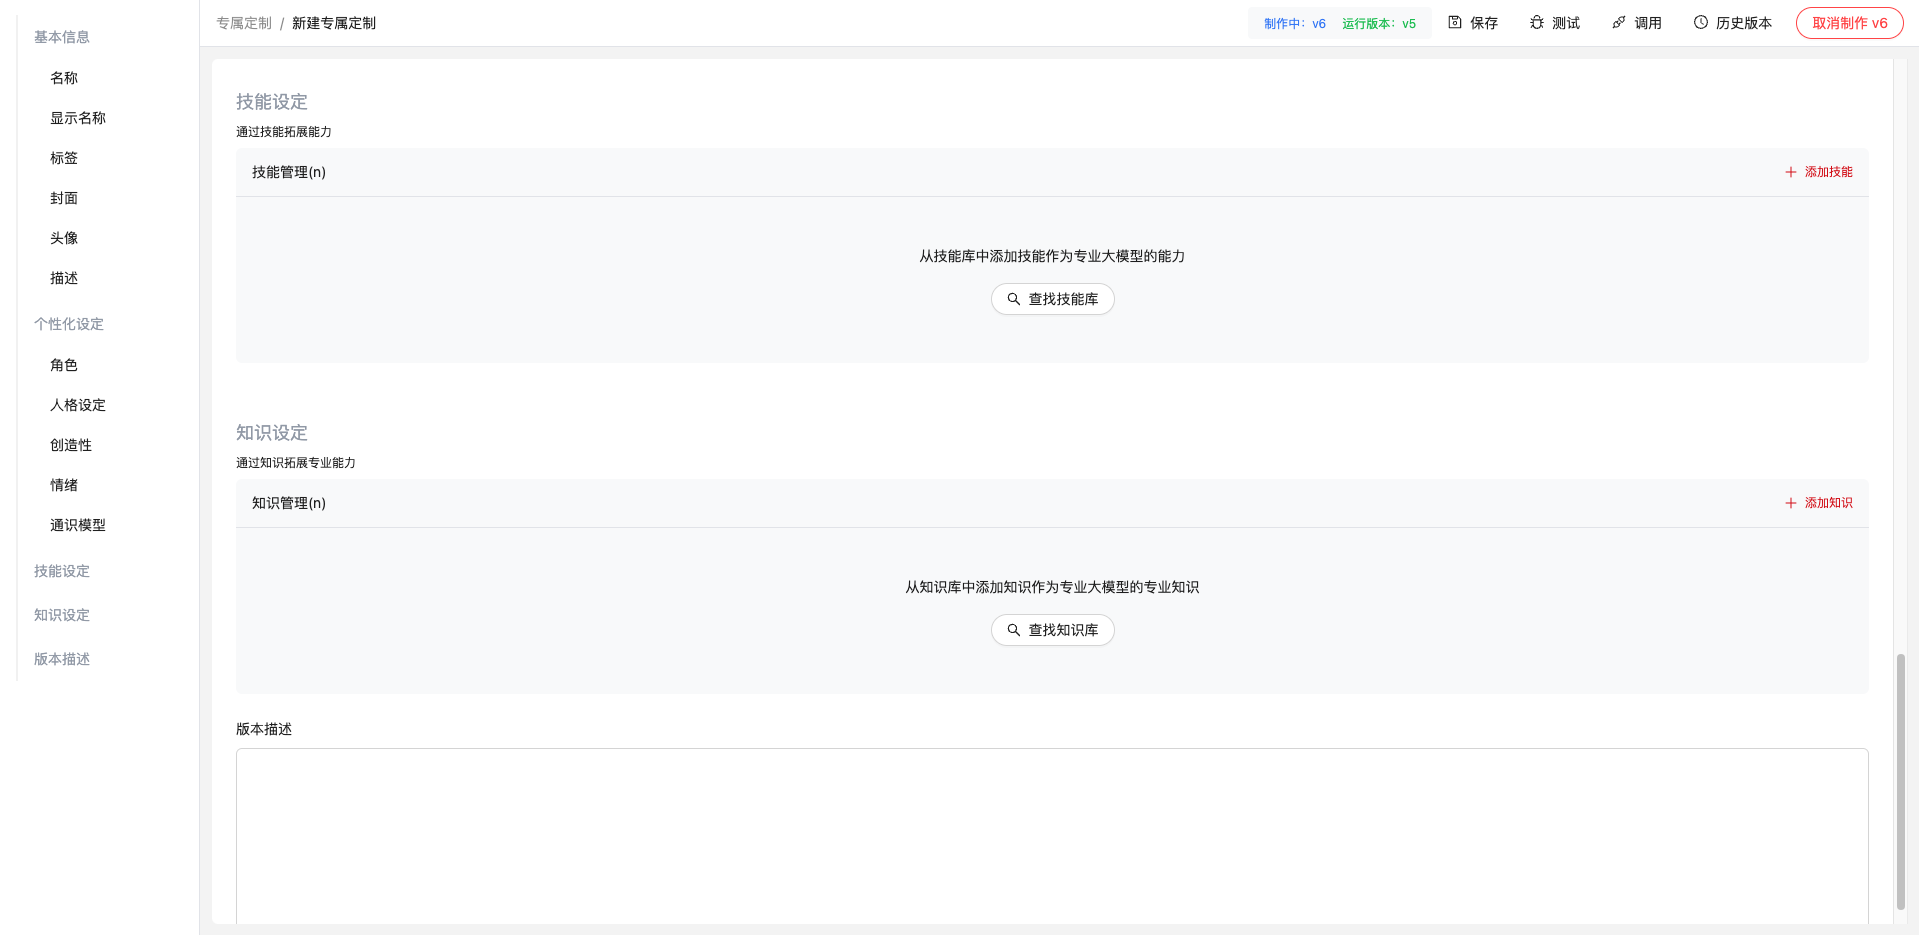 专属定制 / 新建专属定制
制作中：v6 运行版本：v5 保存 测试 调用 历史版本 取消制作 v6
基本信息
名称
显示名称
标签
封面
头像
描述
个性化设定
角色
人格设定
创造性
情绪
通识模型
技能设定
知识设定
版本描述
技能设定
通过技能拓展能力
技能管理(n) 添加技能
从技能库中添加技能作为专业大模型的能力
查找技能库
知识设定
通过知识拓展专业能力
知识管理(n) 添加知识
从知识库中添加知识作为专业大模型的专业知识
查找知识库
版本描述